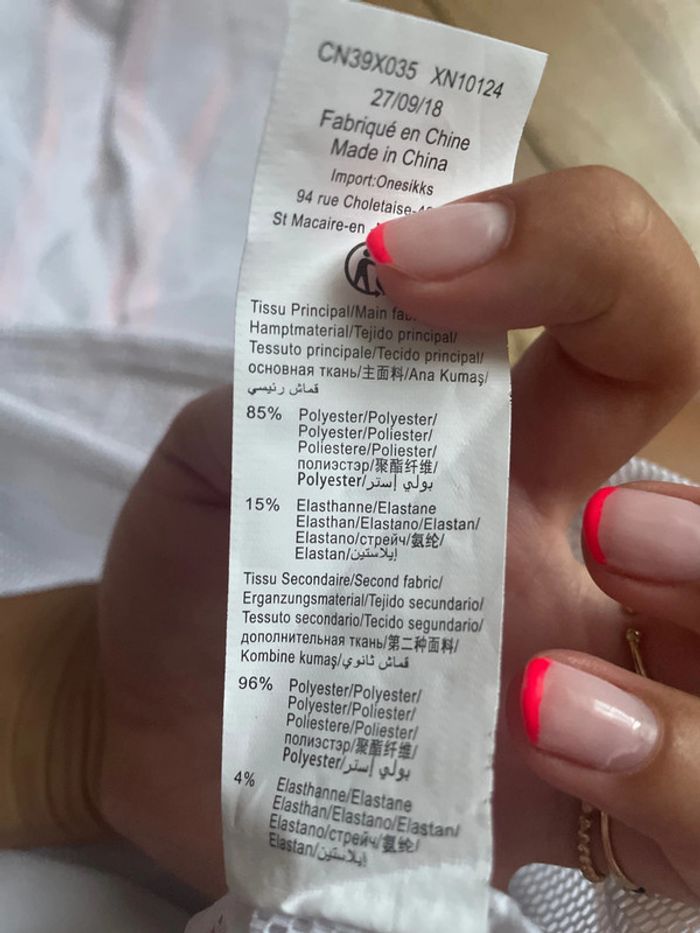 CN39X035 XN10124
27/09/18
Fabriqué en Chine
Made in China
Import:Onesikks
94 rue Choletaise-
St Macaire-en
Tissu Principal/Main
Hamptmaterial/Tejido principal/
Tessuto principale/Tecido principal/
основная ткань/主面料/Ana Kumaş/
قماش رئيسي
85% Polyester/Polyester/
Polyester/Poliester/
Poliestere/Poliester/
полиэстэр/聚酯纤维/
Polyester/بولي إستر
15% Elasthanne/Elastane
Elasthan/Elastano/Elastan/
Elastano/стрейч/氨纶/
Elastan/إيلاستين
Tissu Secondaire/Second fabric/
Erganzungsmaterial/Tejido secundario/
Tessuto secondario/Tecido segundario/
дополнительная ткань/第二种面料/
Kombine kumaş/قماش ثانوي
96% Polyester/Polyester/
Polyester/Poliester/
Poliestere/Poliester/
полиэстэр/聚酯纤维/
Polyester/بولي إستر
4% Elasthanne/Elastane
Elasthan/Elastano/Elastan/
Elastano/стрейч/氨纶/
Elastan/إيلاستين